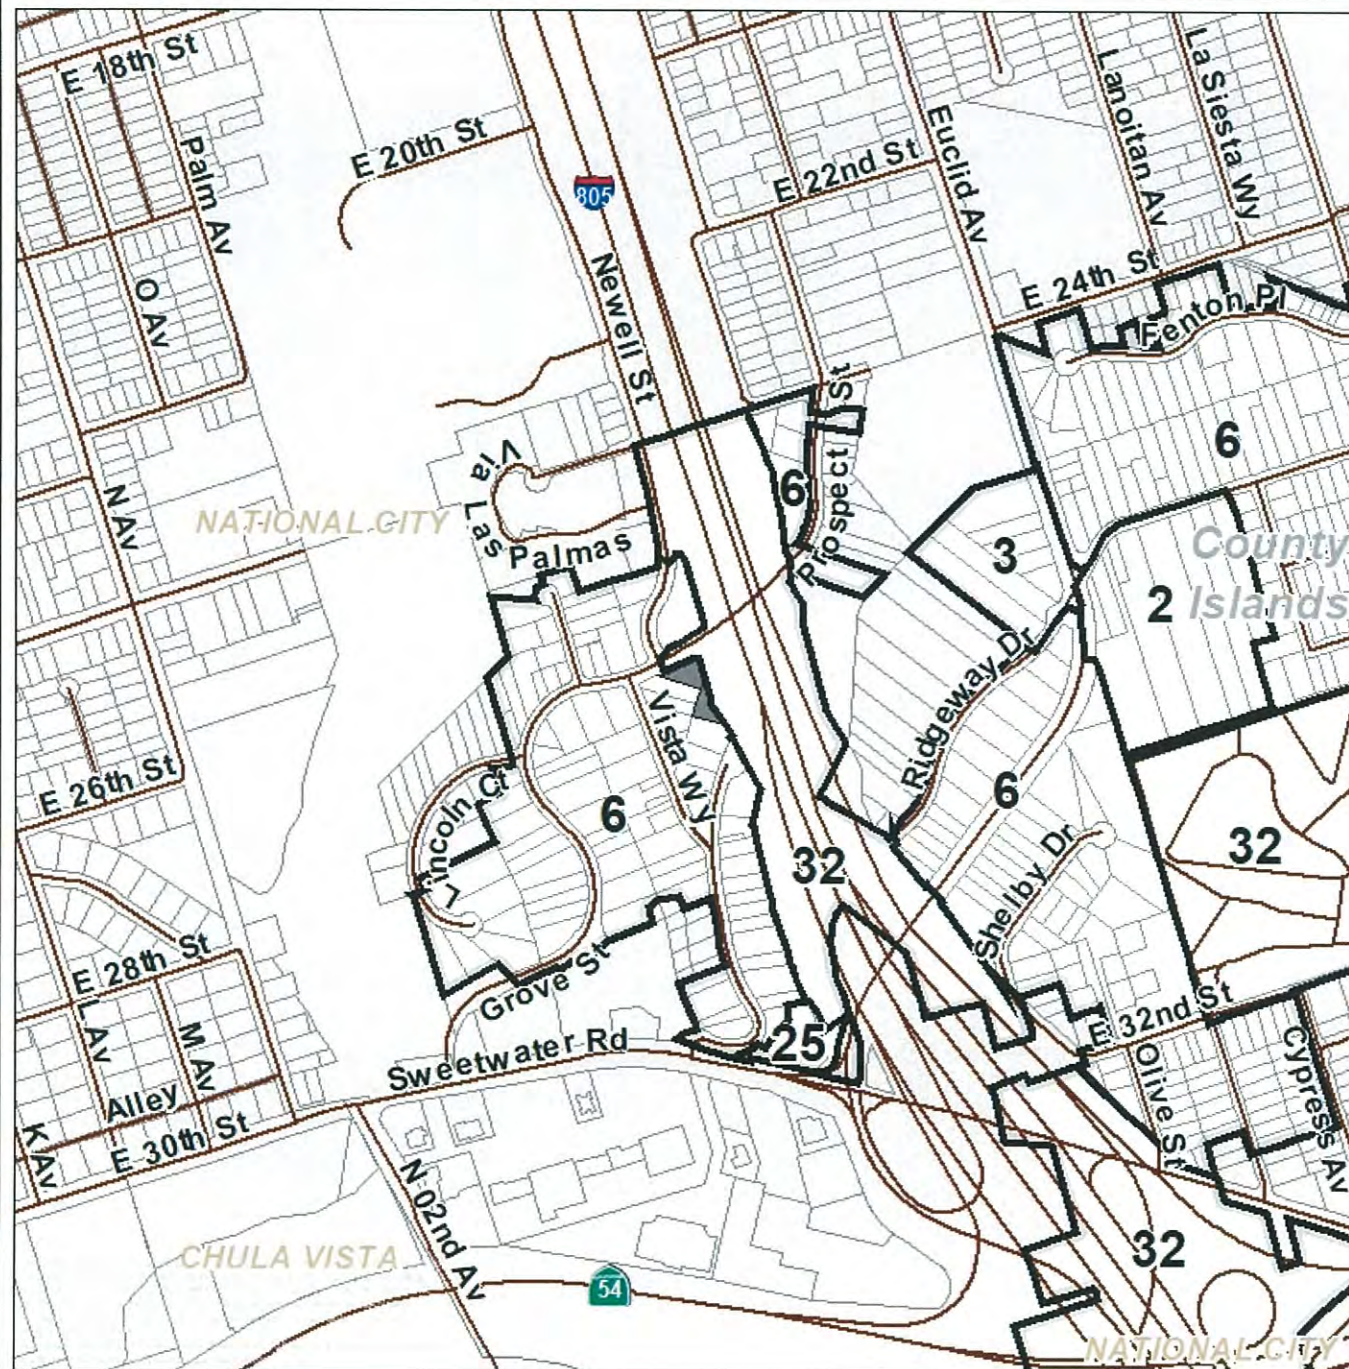 E 18th St
Palm Av
E 20th St
805
Newell St
E 22nd St
Euclid Av
Lanoitan Av
La Siesta Wy
O Av
E 24th St
Fenton Pl
N Av
NATIONAL CITY
Via Las Palmas
6
Prospect St
6
3
County
Islands
2
Ridgeway Dr
Vista Wy
E 26th St
Lincoln Ct
6
6
32
32
Shelby Dr
E 28th St
Grove St
25
E 32nd St
L Av
M Av
Sweetwater Rd
Olive St
Cypress Av
Alley
K Av
E 30th St
N 02nd Av
CHULA VISTA
54
32
NATIONAL CITY